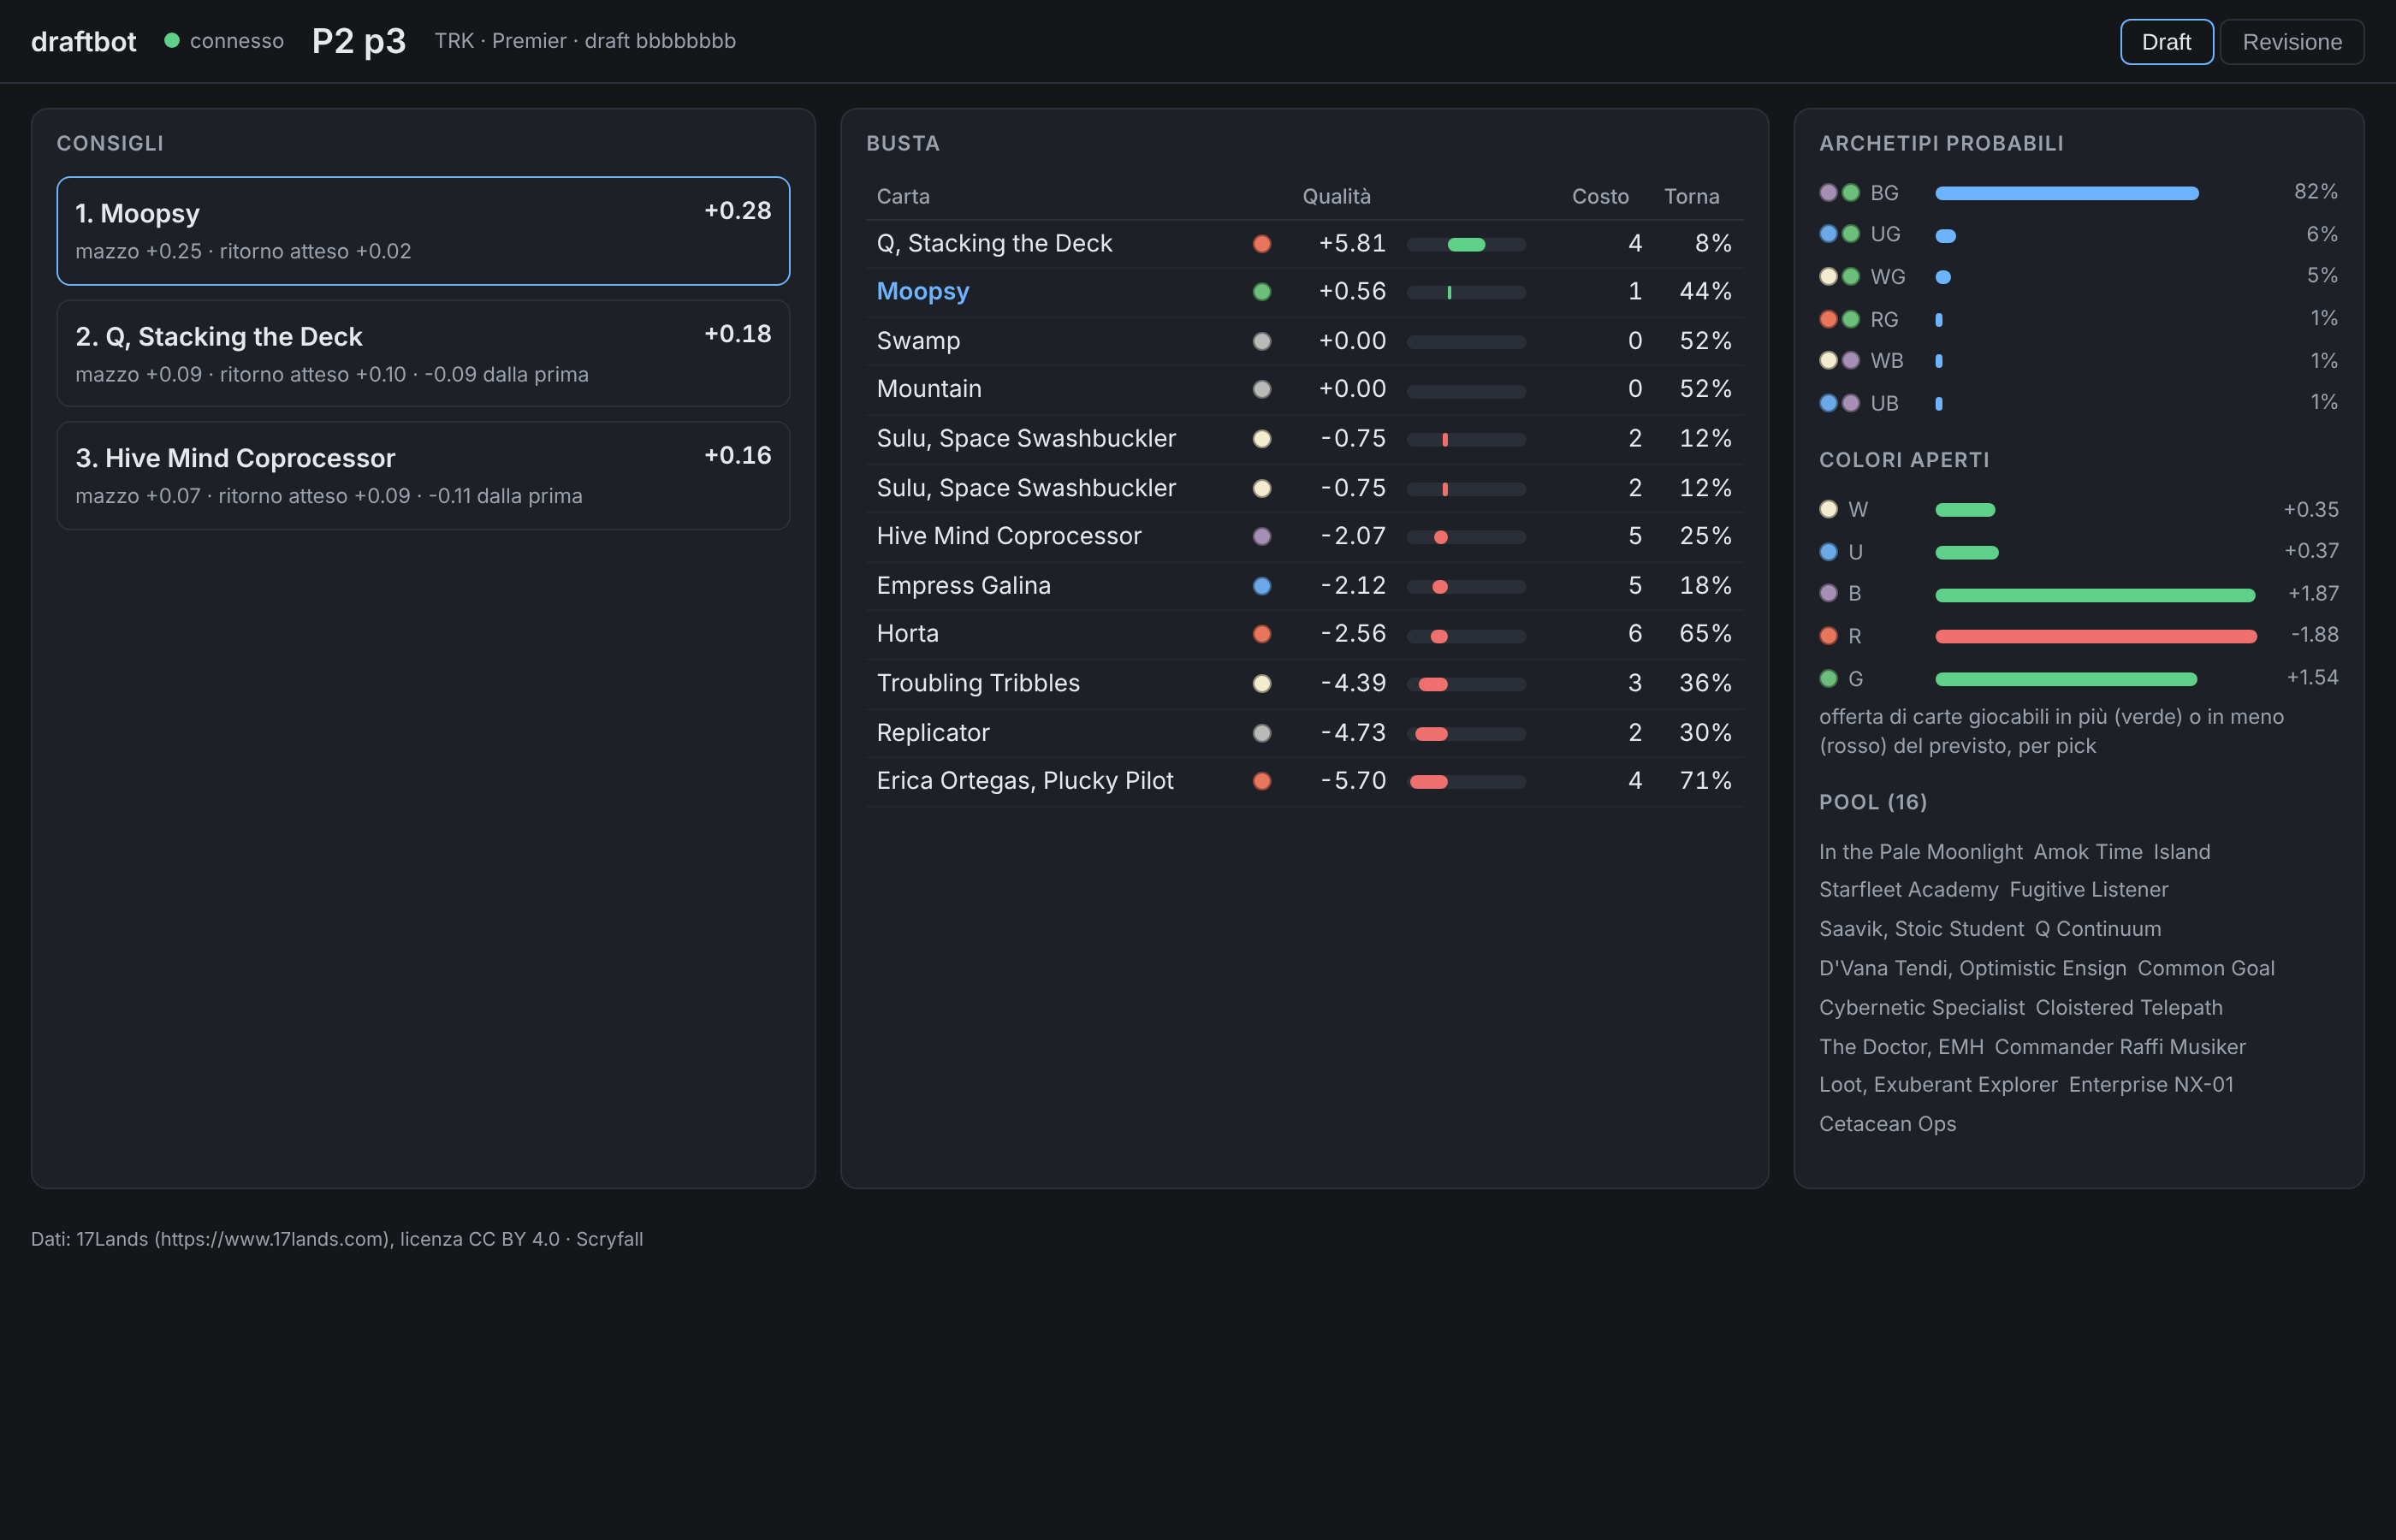 draftbot connesso P2 p3 TRK · Premier · draft bbbbbbbb Draft Revisione
CONSIGLI
1. Moopsy +0.28
mazzo +0.25 · ritorno atteso +0.02
2. Q, Stacking the Deck +0.18
mazzo +0.09 · ritorno atteso +0.10 · -0.09 dalla prima
3. Hive Mind Coprocessor +0.16
mazzo +0.07 · ritorno atteso +0.09 · -0.11 dalla prima
BUSTA
Carta Qualità Costo Torna
Q, Stacking the Deck +5.81 4 8%
Moopsy +0.56 1 44%
Swamp +0.00 0 52%
Mountain +0.00 0 52%
Sulu, Space Swashbuckler -0.75 2 12%
Sulu, Space Swashbuckler -0.75 2 12%
Hive Mind Coprocessor -2.07 5 25%
Empress Galina -2.12 5 18%
Horta -2.56 6 65%
Troubling Tribbles -4.39 3 36%
Replicator -4.73 2 30%
Erica Ortegas, Plucky Pilot -5.70 4 71%
ARCHETIPI PROBABILI
BG 82%
UG 6%
WG 5%
RG 1%
WB 1%
UB 1%
COLORI APERTI
W +0.35
U +0.37
B +1.87
R -1.88
G +1.54
offerta di carte giocabili in più (verde) o in meno
(rosso) del previsto, per pick
POOL (16)
In the Pale Moonlight Amok Time Island
Starfleet Academy Fugitive Listener
Saavik, Stoic Student Q Continuum
D'Vana Tendi, Optimistic Ensign Common Goal
Cybernetic Specialist Cloistered Telepath
The Doctor, EMH Commander Raffi Musiker
Loot, Exuberant Explorer Enterprise NX-01
Cetacean Ops
Dati: 17Lands (https://www.17lands.com), licenza CC BY 4.0 · Scryfall